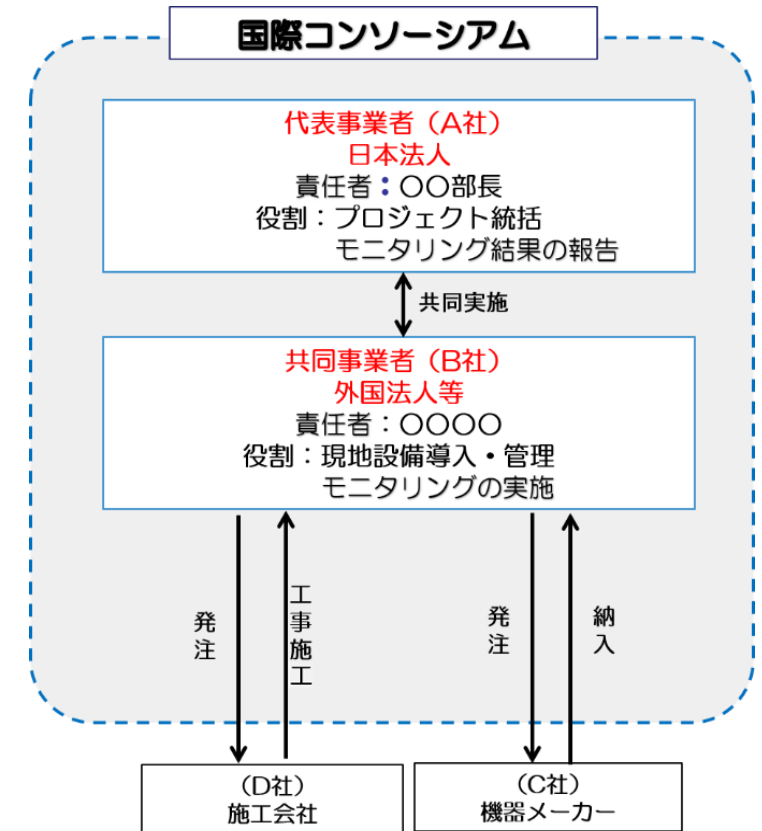 国際コンソーシアム
代表事業者（A社）
日本法人
責任者：〇〇部長
役割：プロジェクト統括
モニタリング結果の報告
共同実施
共同事業者（B社）
外国法人等
責任者：〇〇〇〇
役割：現地設備導入・管理
モニタリングの実施
発注
工事施工
発注
納入
（D社）
施工会社
（C社）
機器メーカー